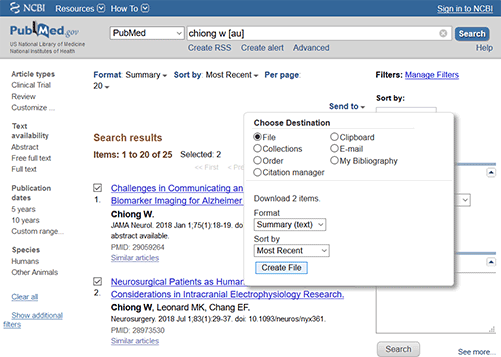 NCBI Resources How To Sign in to NCBI
PubMed.gov
US National Library of Medicine
National Institutes of Health
PubMed chiong w [au] Search
Create RSS Create alert Advanced Help
Article types
Clinical Trial
Review
Customize ...
Text
availability
Abstract
Free full text
Full text
Publication
dates
5 years
10 years
Custom range...
Species
Humans
Other Animals
Clear all
Show additional
filters
Format Summary Sort by Most Recent Per page
20
Send to
Search results
Items: 1 to 20 of 25 Selected: 2
<< First < Prev
Challenges in Communicating an
1. Biomarker Imaging for Alzheimer
Chiong W.
JAMA Neurol. 2018 Jan 1;75(1):18-19. do
abstract available.
PMID: 29059264
Similar articles
Neurosurgical Patients as Human
2. Considerations in Intracranial Electrophysiology Research.
Chiong W, Leonard MK, Chang EF.
Neurosurgery. 2018 Jul 1;83(1):29-37. doi: 10.1093/neuros/nyx361.
PMID: 28973530
Similar articles
Choose Destination
File Clipboard
Collections E-mail
Order My Bibliography
Citation manager
Download 2 items.
Format
Summary (text)
Sort by
Most Recent
Create File
Filters: Manage Filters
Sort by:
Search
See more...